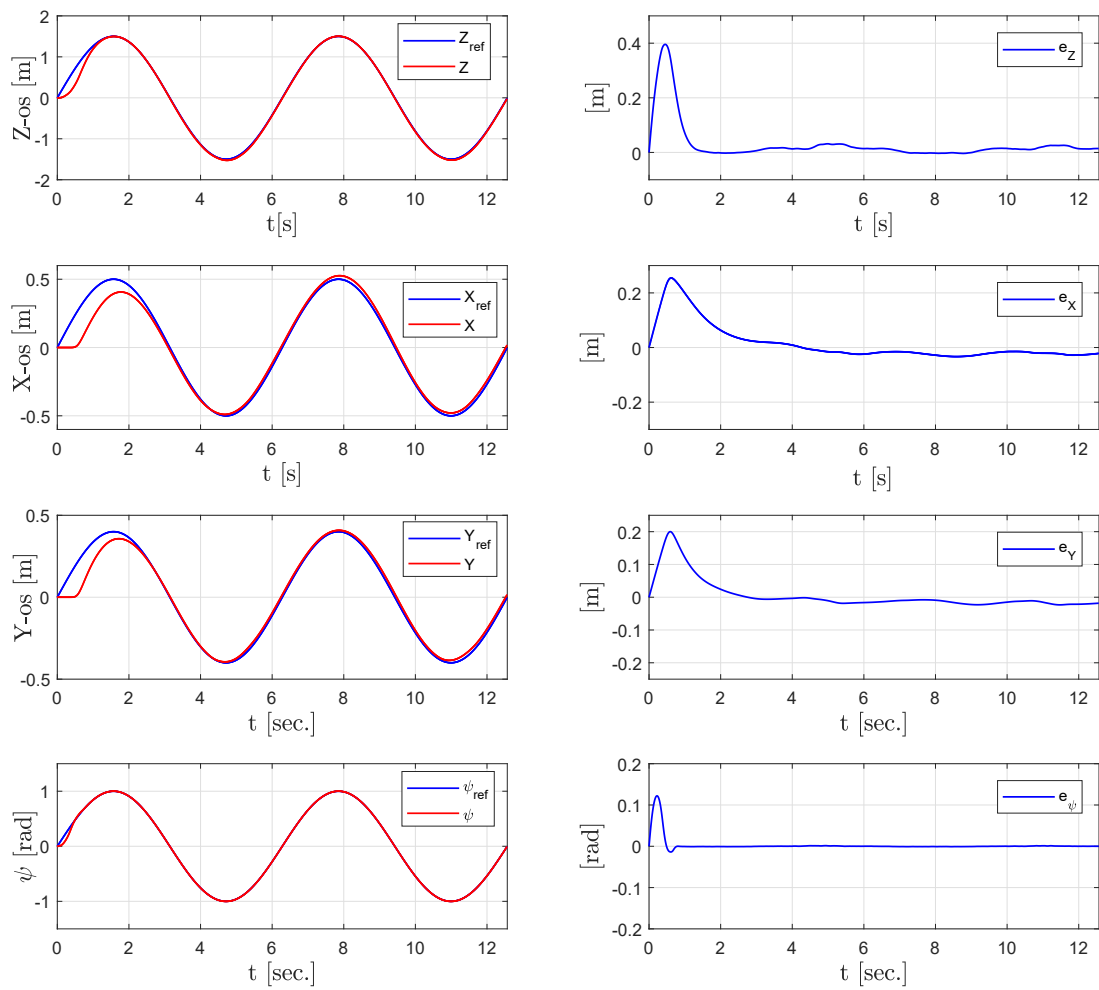 Z-os [m]
2
1
0
-1
-2
Z_ref
Z
0 2 4 6 8 10 12
t[s]
[m]
0.4
0.2
0
e_Z
0 2 4 6 8 10 12
t [s]
X-os [m]
0.5
0
-0.5
X_ref
X
0 2 4 6 8 10 12
t [s]
[m]
0.2
0
-0.2
e_X
0 2 4 6 8 10 12
t [s]
Y-os [m]
0.5
0
-0.5
Y_ref
Y
0 2 4 6 8 10 12
t [sec.]
[m]
0.2
0.1
0
-0.1
-0.2
e_Y
0 2 4 6 8 10 12
t [sec.]
ψ [rad]
1
0
-1
ψ_ref
ψ
0 2 4 6 8 10 12
t [sec.]
[rad]
0.2
0.1
0
-0.1
-0.2
e_ψ
0 2 4 6 8 10 12
t [sec.]